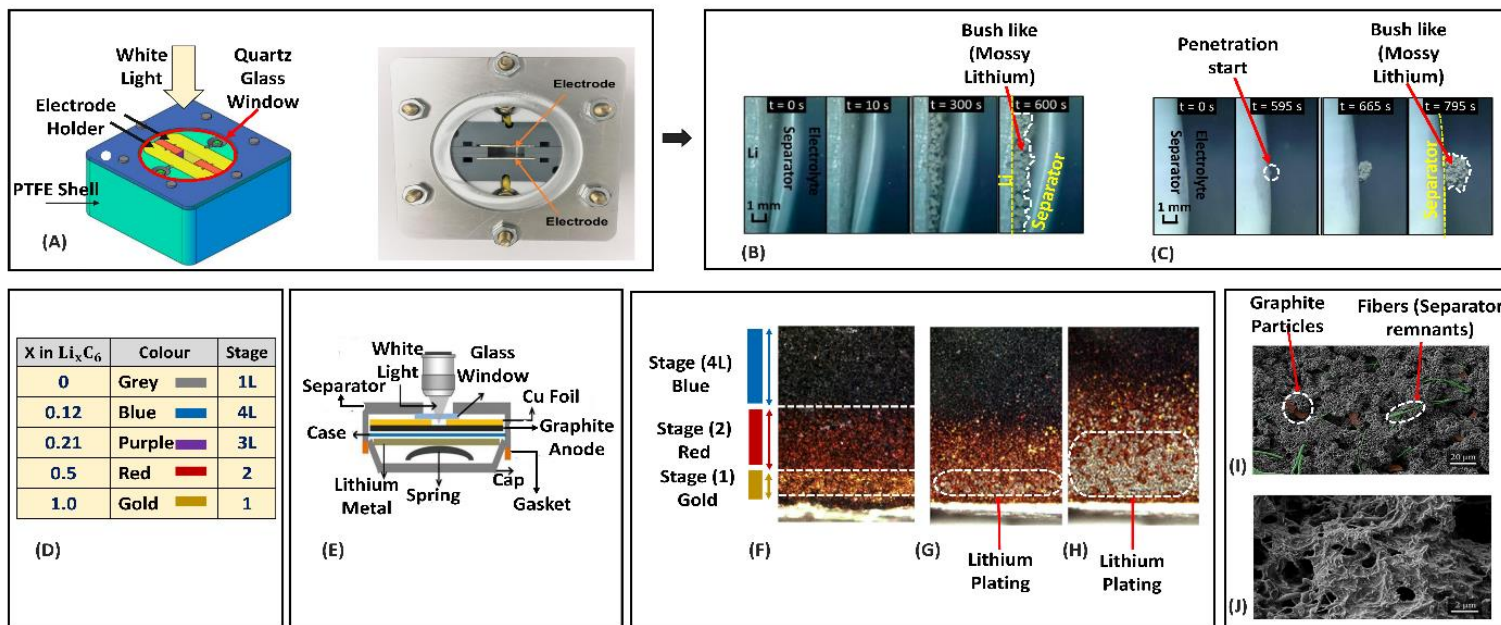 White
Light
Quartz
Glass
Window
Electrode
Holder
PTFE Shell
(A)
Electrode
Electrode
Bush like
(Mossy
Lithium)
t = 0 s
t = 10 s
t = 300 s
t = 600 s
Li
Separator
Electrolyte
Li
Separator
1 mm
(B)
Penetration
start
Bush like
(Mossy
Lithium)
t = 0 s
t = 595 s
t = 665 s
t = 795 s
Separator
Electrolyte
Separator
1 mm
(C)
X in LiₓC₆ Colour Stage
0 Grey 1L
0.12 Blue 4L
0.21 Purple 3L
0.5 Red 2
1.0 Gold 1
(D)
White
Light
Glass
Window
Separator
Cu Foil
Case
Graphite
Anode
Lithium
Metal
Spring
Cap
Gasket
(E)
Stage (4L)
Blue
Stage (2)
Red
Stage (1)
Gold
(F)
(G)
(H)
Lithium
Plating
Lithium
Plating
Graphite
Particles
Fibers (Separator
remnants)
(I)
20 µm
(J)
2 µm